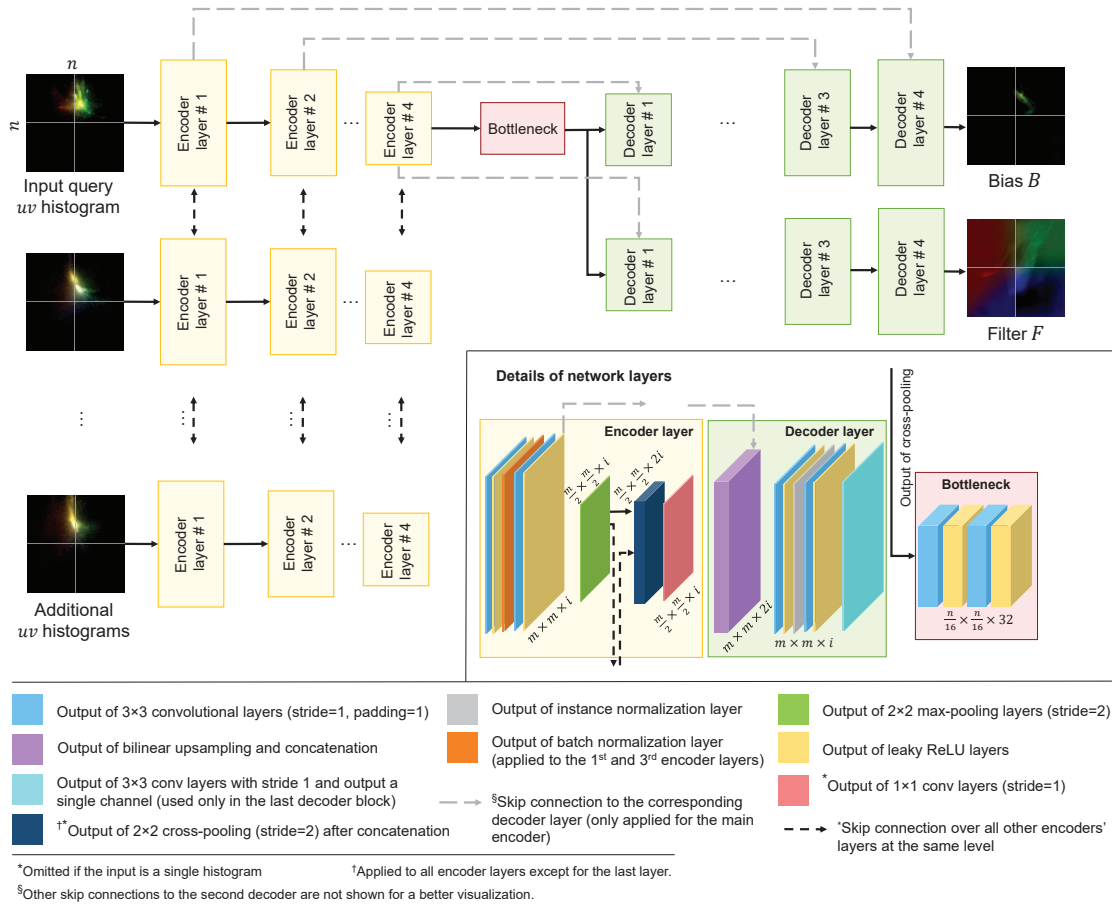 n
n
Input query
uv histogram
Encoder
layer # 1
Encoder
layer # 2
...
Encoder
layer # 4
Bottleneck
Decoder
layer # 1
...
Decoder
layer # 3
Decoder
layer # 4
Bias B
Encoder
layer # 1
Encoder
layer # 2
...
Encoder
layer # 4
Decoder
layer # 1
...
Decoder
layer # 3
Decoder
layer # 4
Filter F
...
...
...
...
Additional
uv histograms
Encoder
layer # 1
Encoder
layer # 2
...
Encoder
layer # 4
Details of network layers
Encoder layer
m × m × i
m/2 × m/2 × i
m/2 × m/2 × 2i
m/2 × m/2 × i
Decoder layer
m × m × 2i
m × m × i
Output of cross-pooling
Bottleneck
n/16 × n/16 × 32
Output of 3×3 convolutional layers (stride=1, padding=1)
Output of bilinear upsampling and concatenation
Output of 3×3 conv layers with stride 1 and output a
single channel (used only in the last decoder block)
†*Output of 2×2 cross-pooling (stride=2) after concatenation
Output of instance normalization layer
Output of batch normalization layer
(applied to the 1st and 3rd encoder layers)
§Skip connection to the corresponding
decoder layer (only applied for the main
encoder)
Output of 2×2 max-pooling layers (stride=2)
Output of leaky ReLU layers
*Output of 1×1 conv layers (stride=1)
*Skip connection over all other encoders'
layers at the same level
*Omitted if the input is a single histogram
†Applied to all encoder layers except for the last layer.
§Other skip connections to the second decoder are not shown for a better visualization.